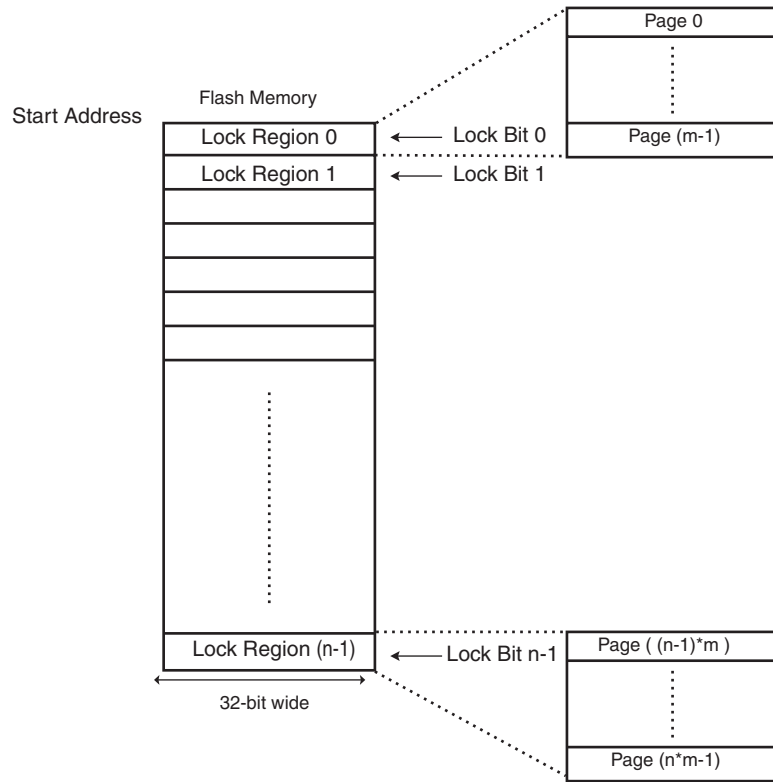 Page 0
Flash Memory
Start Address
Lock Region 0
Lock Bit 0
Page (m-1)
Lock Region 1
Lock Bit 1
Lock Region (n-1)
Lock Bit n-1
Page ( (n-1)*m )
32-bit wide
Page (n*m-1)